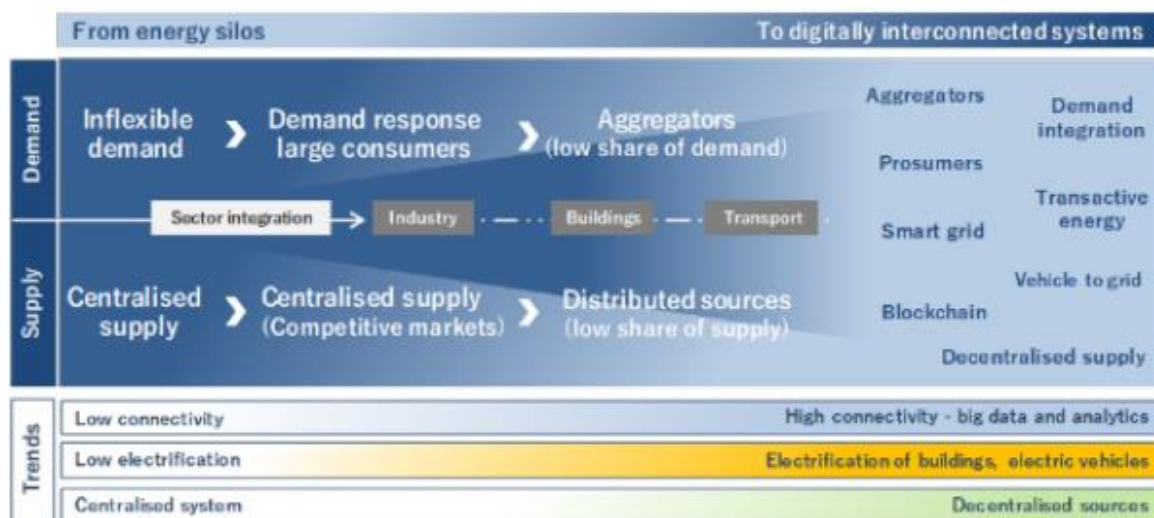 From energy silos
To digitally interconnected systems
Demand
Inflexible
demand
Demand response
large consumers
Aggregators
(low share of demand)
Aggregators
Demand
integration
Prosumers
Sector integration
Industry
Buildings
Transport
Transactive
energy
Smart grid
Supply
Centralised
supply
Centralised supply
(Competitive markets)
Distributed sources
(low share of supply)
Vehicle to grid
Blockchain
Decentralised supply
Trends
Low connectivity
High connectivity - big data and analytics
Low electrification
Electrification of buildings, electric vehicles
Centralised system
Decentralised sources